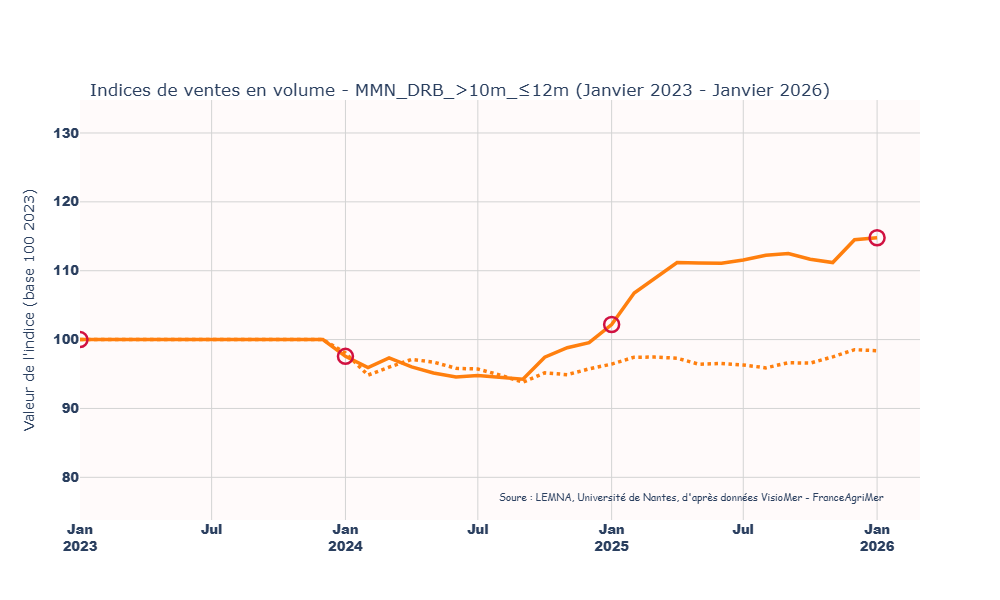 Indices de ventes en volume - MMN_DRB_>10m_≤12m (Janvier 2023 - Janvier 2026)
Valeur de l'indice (base 100 2023)
130
120
110
100
90
80
Soure : LEMNA, Université de Nantes, d'après données VisioMer - FranceAgriMer
Jan Jul Jan Jul Jan Jul Jan
2023 2024 2025 2026